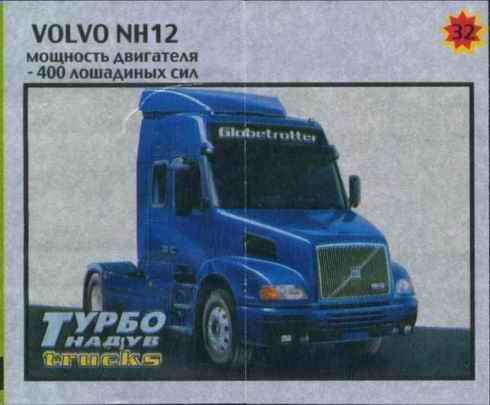 VOLVO NH12
мощность двигателя
- 400 лошадиных сил
32
Globetrotter
ТУРБО
НАДУВ
trucks